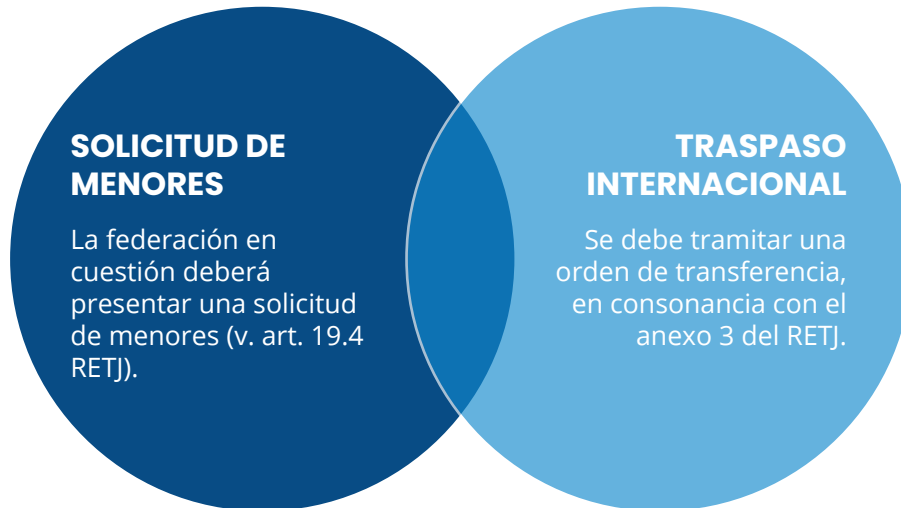 SOLICITUD DE
MENORES
La federación en
cuestión deberá
presentar una solicitud
de menores (v. art. 19.4
RETJ).
TRASPASO
INTERNACIONAL
Se debe tramitar una
orden de transferencia,
en consonancia con el
anexo 3 del RETJ.